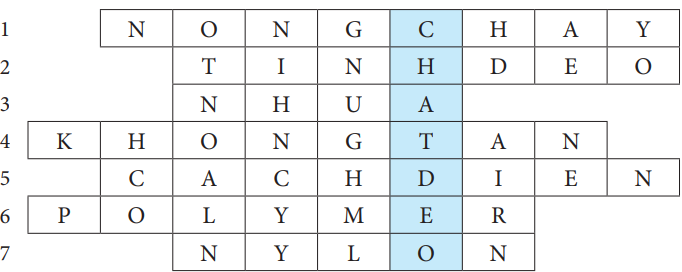 1 N O N G C H A Y
2 T I N H D E O
3 N H U A
4 K H O N G T A N
5 C A C H D I E N
6 P O L Y M E R
7 N Y L O N